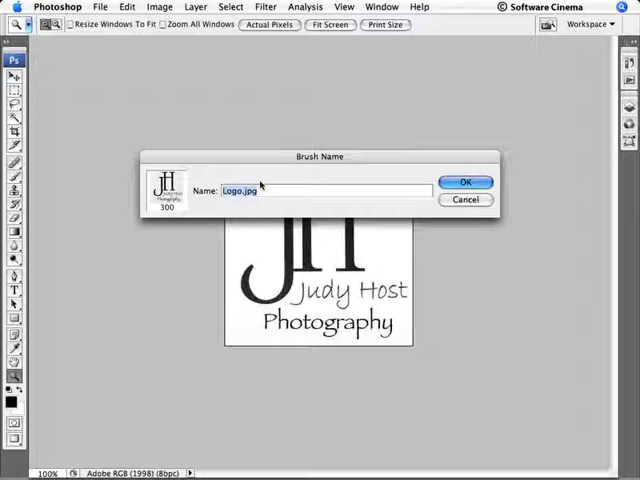 Photoshop File Edit Image Layer Select Filter Analysis View Window Help © Software Cinema
Resize Windows To Fit Zoom All Windows Actual Pixels Fit Screen Print Size Workspace
Ps
Brush Name
JH
Judy Host
Photography
300
Name: Logo.jpg
OK
Cancel
JH
Judy Host
Photography
T
100% Adobe RGB (1998) (8bpc)